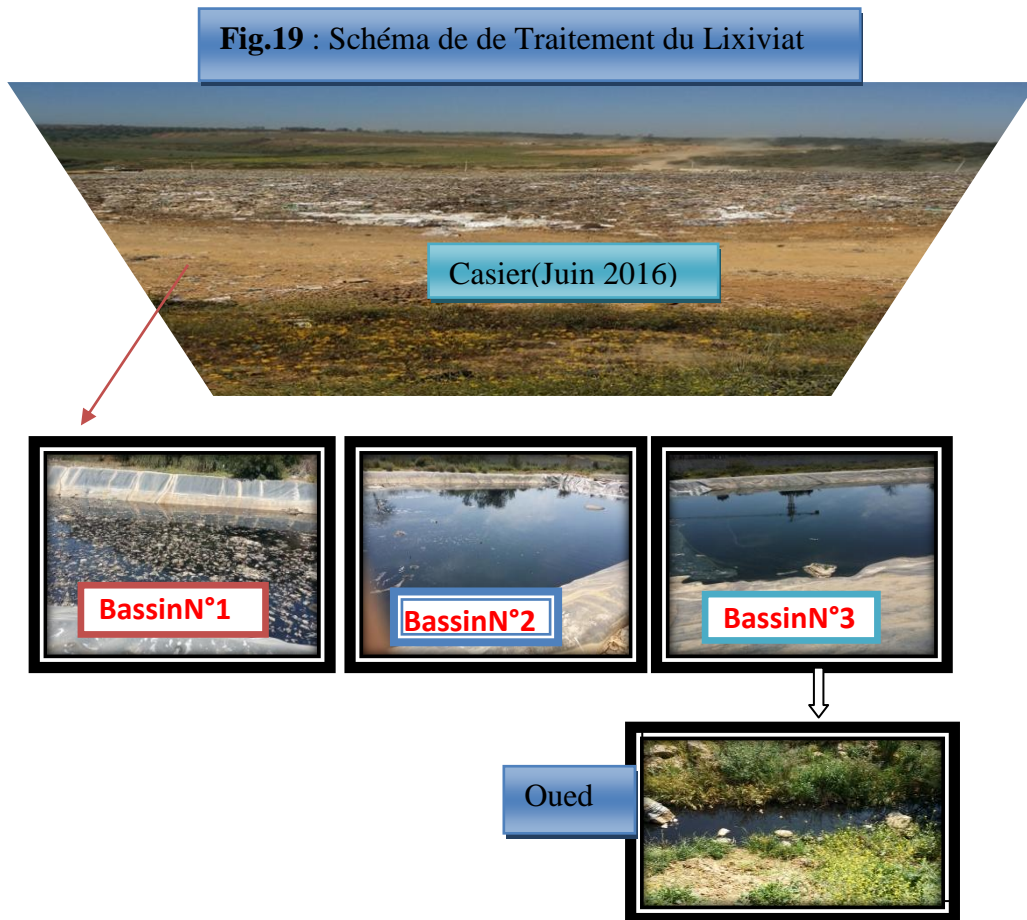 Fig.19 : Schéma de de Traitement du Lixiviat
Casier(Juin 2016)
BassinN°1
BassinN°2
BassinN°3
Oued